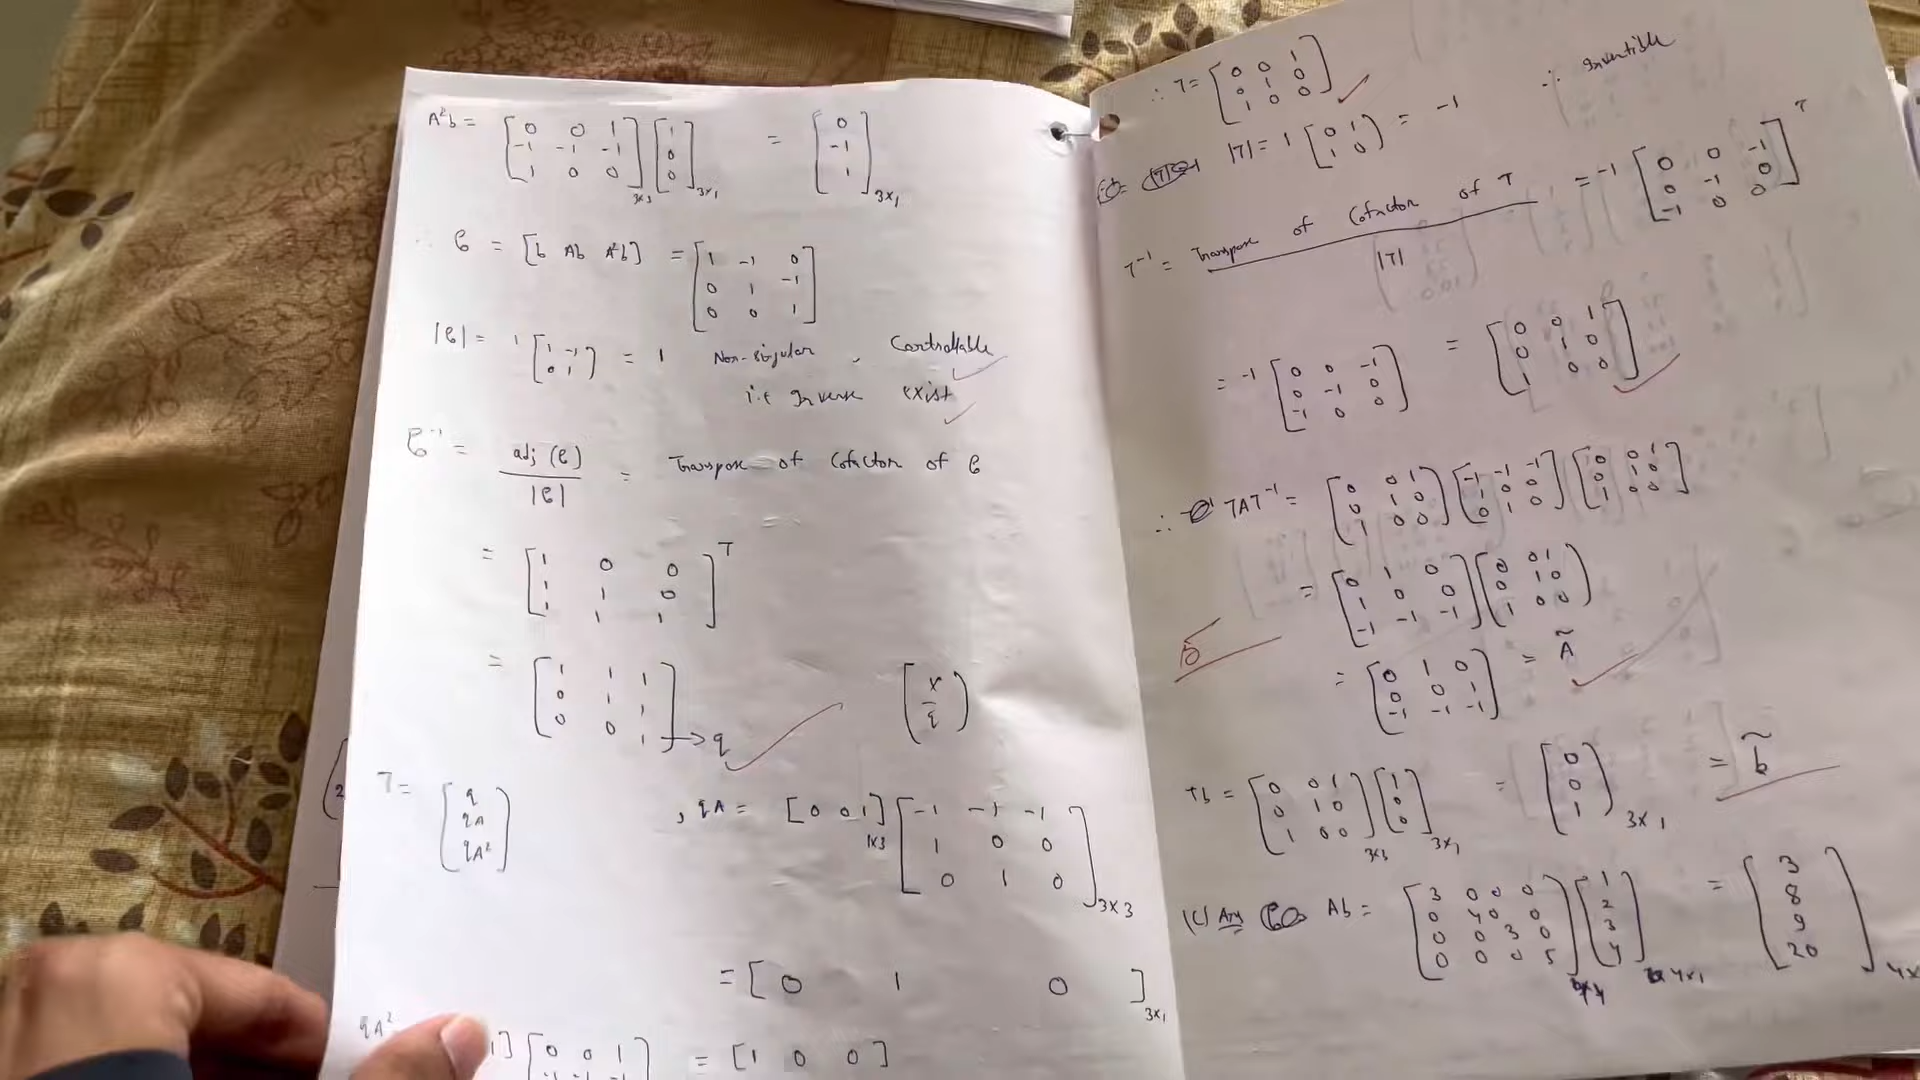 A²b = [0 0 1; -1 -1 -1; 1 0 0]3x3 [1; 0; 0]3x1 = [0; -1; 1]3x1
∴ C = [b Ab A²b] = [1 -1 0; 0 1 -1; 0 0 1]
|C| = 1 [1 -1; 0 1] = 1 Non-singular . Controllable
i.e Inverse exist
C⁻¹ = adj (C) / |C| = Transpose of Cofactor of C
= [1 0 0; 1 1 0; 1 1 1]ᵀ
= [1 1 1; 0 1 1; 0 0 1] → q
[x; ξ]
T = [q; qA; qA²] , qA = [0 0 1]1x3 [-1 -1 -1; 1 0 0; 0 1 0]3x3
= [0 1 0]3x1
qA² 1] [0 0 1; -1 -1 -1 = [1 0 0]
∴ T = [0 0 1; 0 1 0; 1 0 0]
|T| = 1 [0 1; 1 0] = -1 ∴ Invertible
T⁻¹ = Transpose of Cofactor of T / |T| = -1 [0 0 -1; 0 -1 0; -1 0 0]ᵀ
= -1 [0 0 -1; 0 -1 0; -1 0 0] = [0 0 1; 0 1 0; 1 0 0]
∴ TAT⁻¹ = [0 0 1; 0 1 0; 1 0 0] [-1 -1 -1; 1 0 0; 0 1 0] [0 0 1; 0 1 0; 1 0 0]
= [0 1 0; 1 0 0; -1 -1 -1] [0 0 1; 0 1 0; 1 0 0]
5
= [0 1 0; 0 0 1; -1 -1 -1] = Ã
Tb = [0 0 1; 0 1 0; 1 0 0]3x3 [1; 0; 0]3x1 = [0; 0; 1]3x1 = b̃
(c) Ans Ab = [3 0 0 0; 0 4 0 0; 0 0 3 0; 0 0 0 5] [1; 2; 3; 4]4x1 = [3; 8; 9; 20]4x